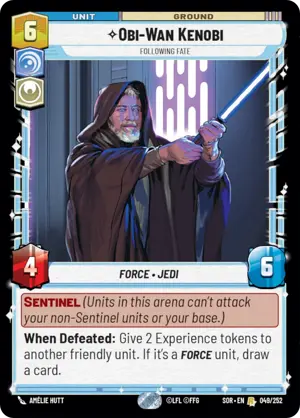 UNIT GROUND
6
OBI-WAN KENOBI
FOLLOWING FATE
4
6
FORCE • JEDI
SENTINEL (Units in this arena can't attack
your non-Sentinel units or your base.)
When Defeated: Give 2 Experience tokens to
another friendly unit. If it's a FORCE unit, draw
a card.
AMÉLIE HUTT ©LFL ©FFG SOR • EN R 049/252